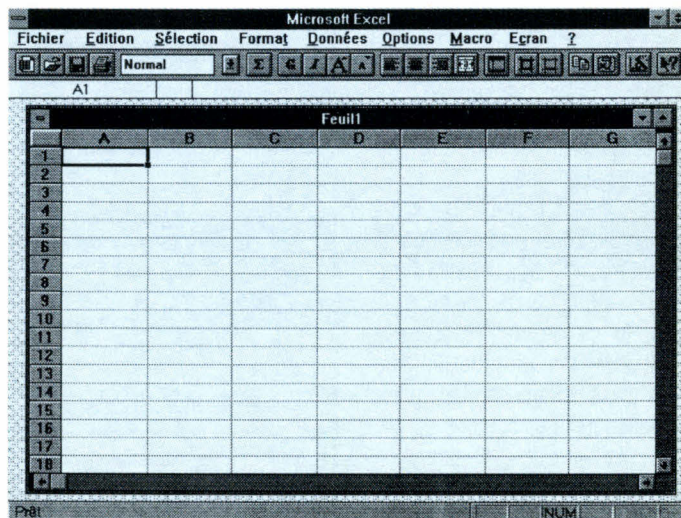 Microsoft Excel
Fichier Edition Sélection Format Données Options Macro Ecran ?
Normal Σ G I A A
A1
Feuil1
A B C D E F G
1
2
3
4
5
6
7
8
9
10
11
12
13
14
15
16
17
18
Prêt NUM